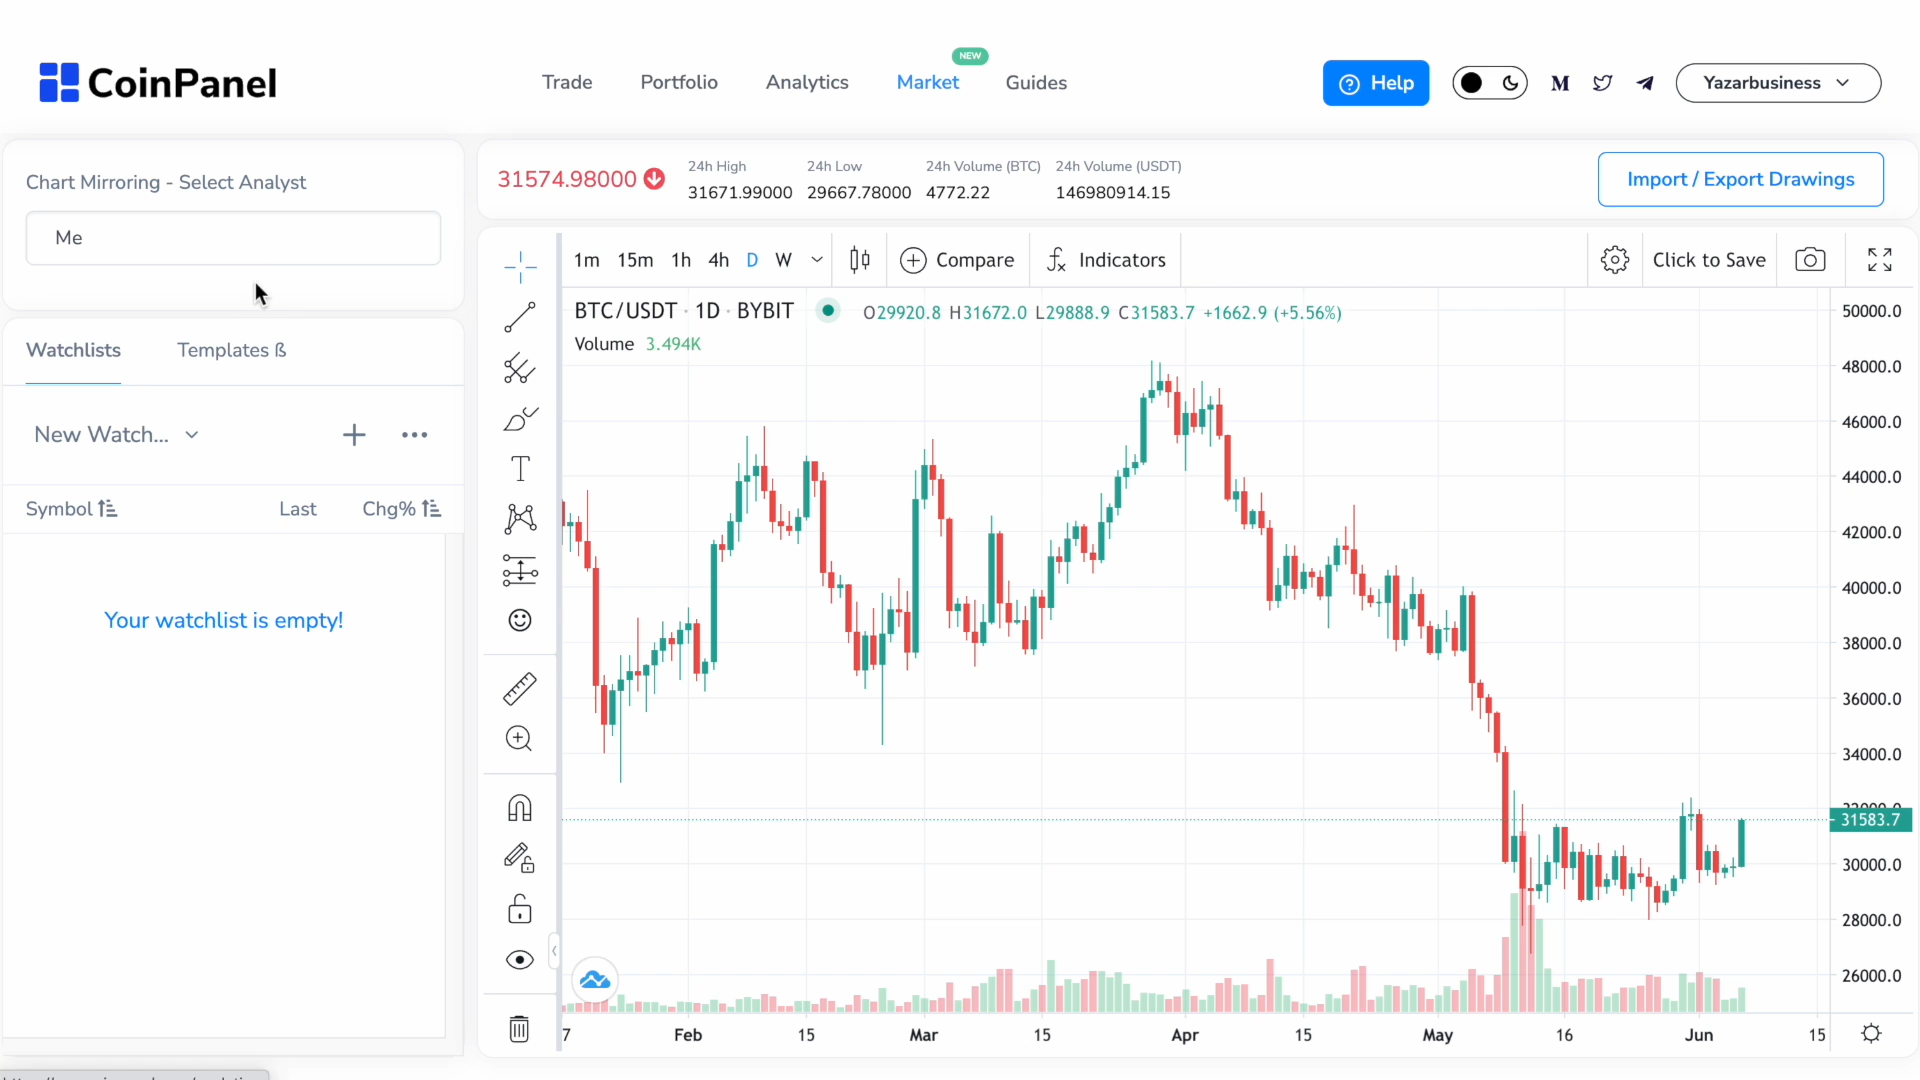 NEW
CoinPanel
Trade Portfolio Analytics Market Guides
Help
M
Yazarbusiness
Chart Mirroring - Select Analyst
Me
31574.98000
24h High 24h Low 24h Volume (BTC) 24h Volume (USDT)
31671.99000 29667.78000 4772.22 146980914.15
Import / Export Drawings
Watchlists Templates ß
New Watch...
Symbol Last Chg%
Your watchlist is empty!
1m 15m 1h 4h D W Compare Indicators Click to Save
BTC/USDT · 1D · BYBIT O29920.8 H31672.0 L29888.9 C31583.7 +1662.9 (+5.56%)
Volume 3.494K
50000.0
48000.0
46000.0
44000.0
42000.0
40000.0
38000.0
36000.0
34000.0
31583.7
30000.0
28000.0
26000.0
7 Feb 15 Mar 15 Apr 15 May 16 Jun 15